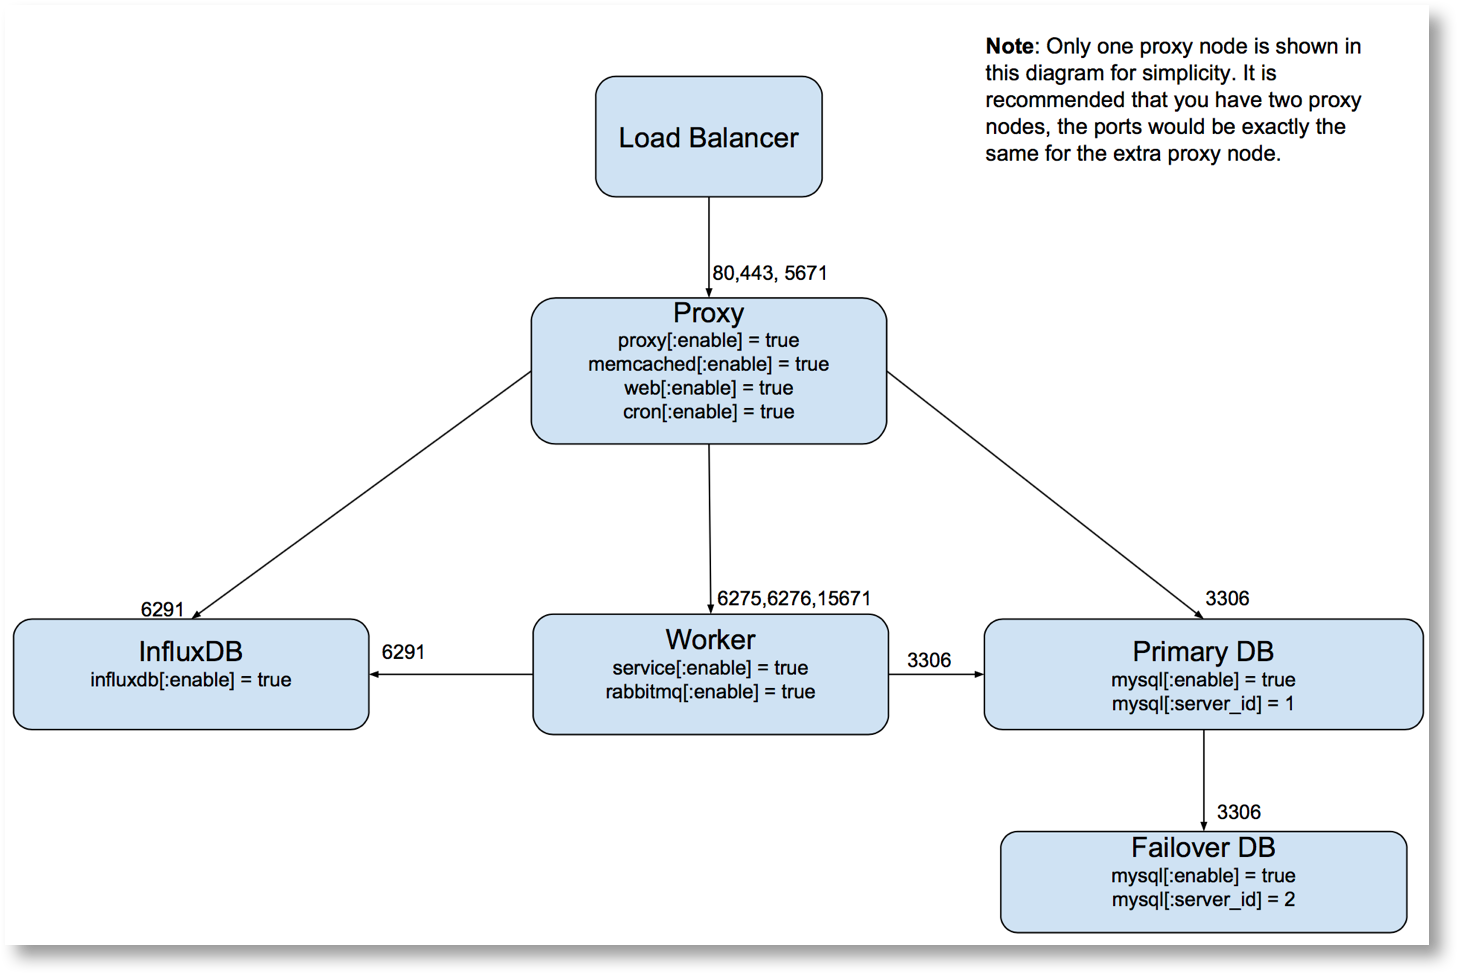 Note: Only one proxy node is shown in
this diagram for simplicity. It is
recommended that you have two proxy
nodes, the ports would be exactly the
same for the extra proxy node.
Load Balancer
80,443, 5671
Proxy
proxy[:enable] = true
memcached[:enable] = true
web[:enable] = true
cron[:enable] = true
6291
6275,6276,15671
3306
InfluxDB
influxdb[:enable] = true
6291
Worker
service[:enable] = true
rabbitmq[:enable] = true
3306
Primary DB
mysql[:enable] = true
mysql[:server_id] = 1
3306
Failover DB
mysql[:enable] = true
mysql[:server_id] = 2